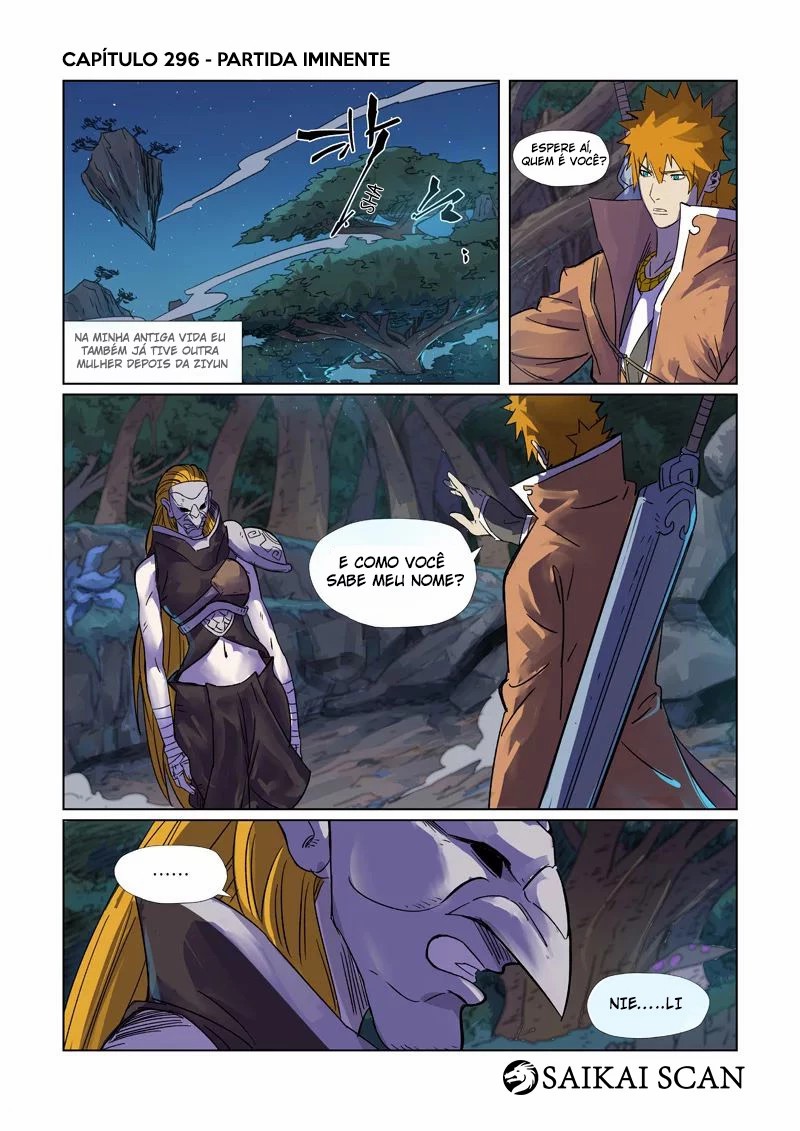 CAPÍTULO 296 - PARTIDA IMINENTE
SHA
NA MINHA ANTIGA VIDA EU
TAMBÉM JÁ TIVE OUTRA
MULHER DEPOIS DA ZIYUN
ESPERE AÍ,
QUEM É VOCÊ?
E COMO VOCÊ
SABE MEU NOME?
......
NIE.....LI
SAIKAI SCAN